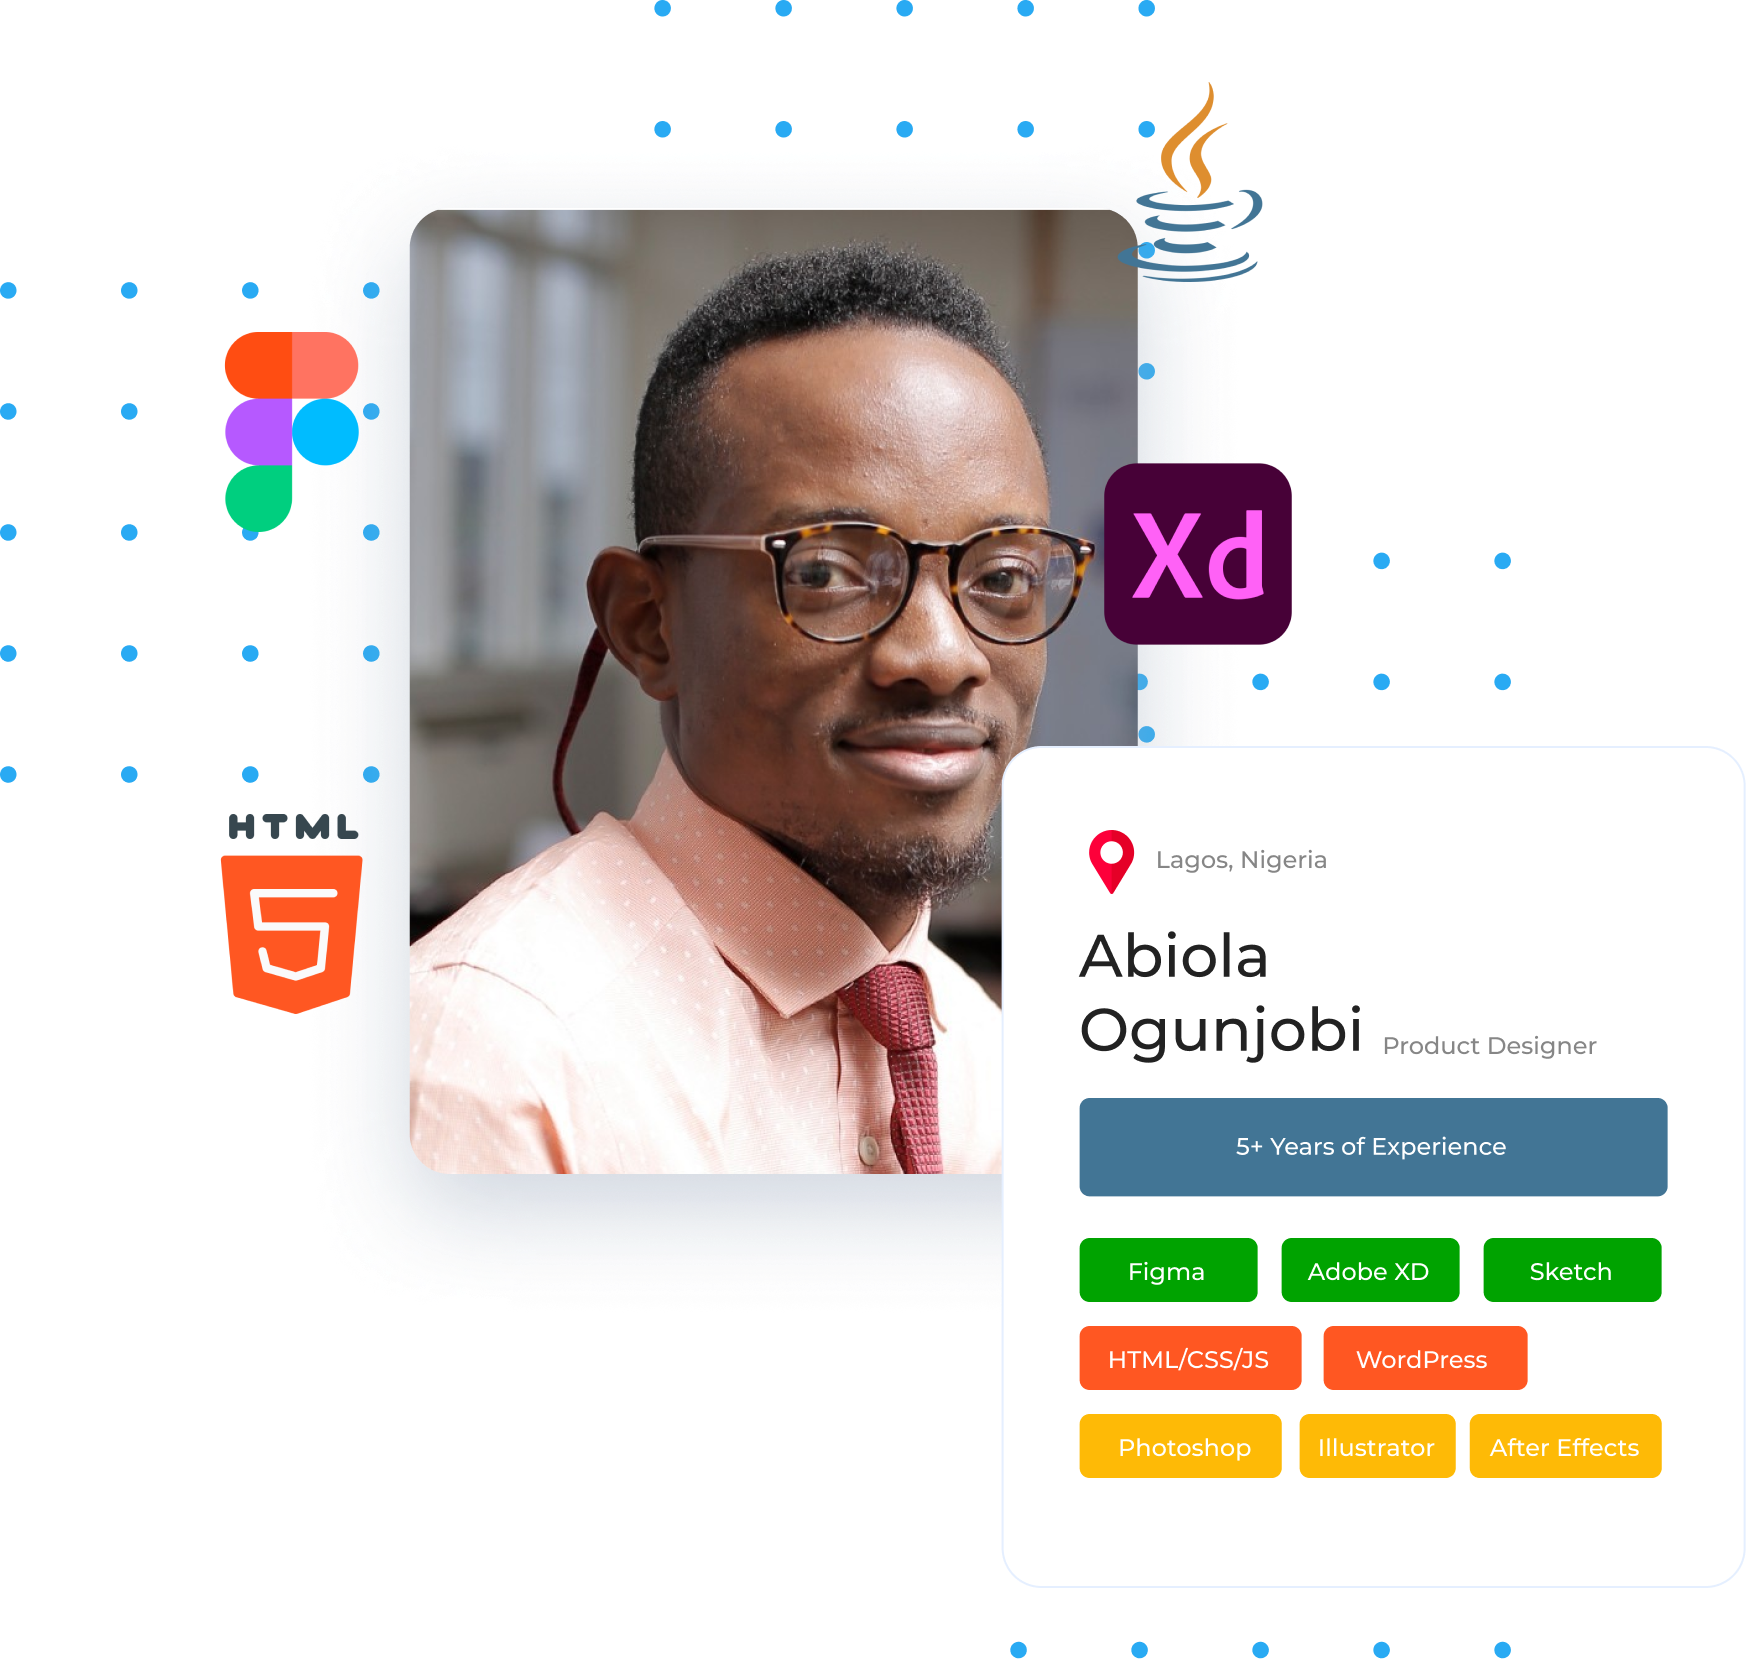 Xd
HTML
5
Lagos, Nigeria
Abiola
Ogunjobi Product Designer
5+ Years of Experience
Figma Adobe XD Sketch
HTML/CSS/JS WordPress
Photoshop Illustrator After Effects